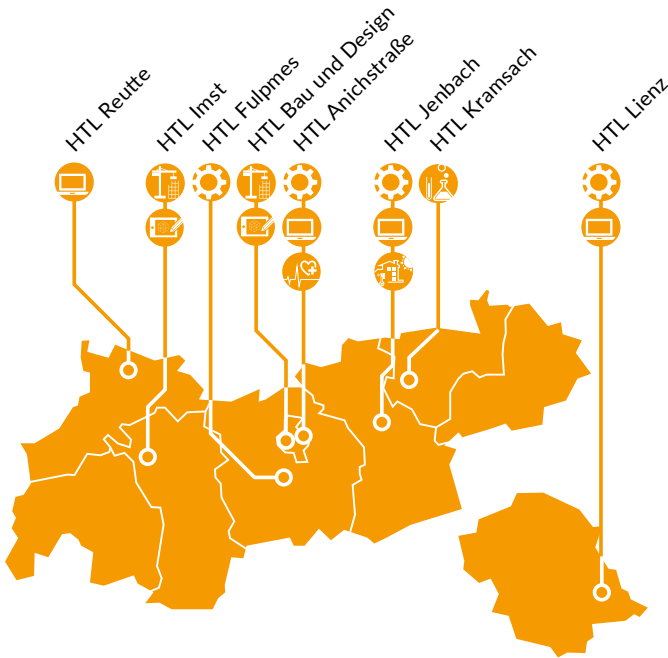 HTL Reutte
HTL Imst
HTL Fulpmes
HTL Bau und Design
HTL Anichstraße
HTL Jenbach
HTL Kramsach
HTL Lienz